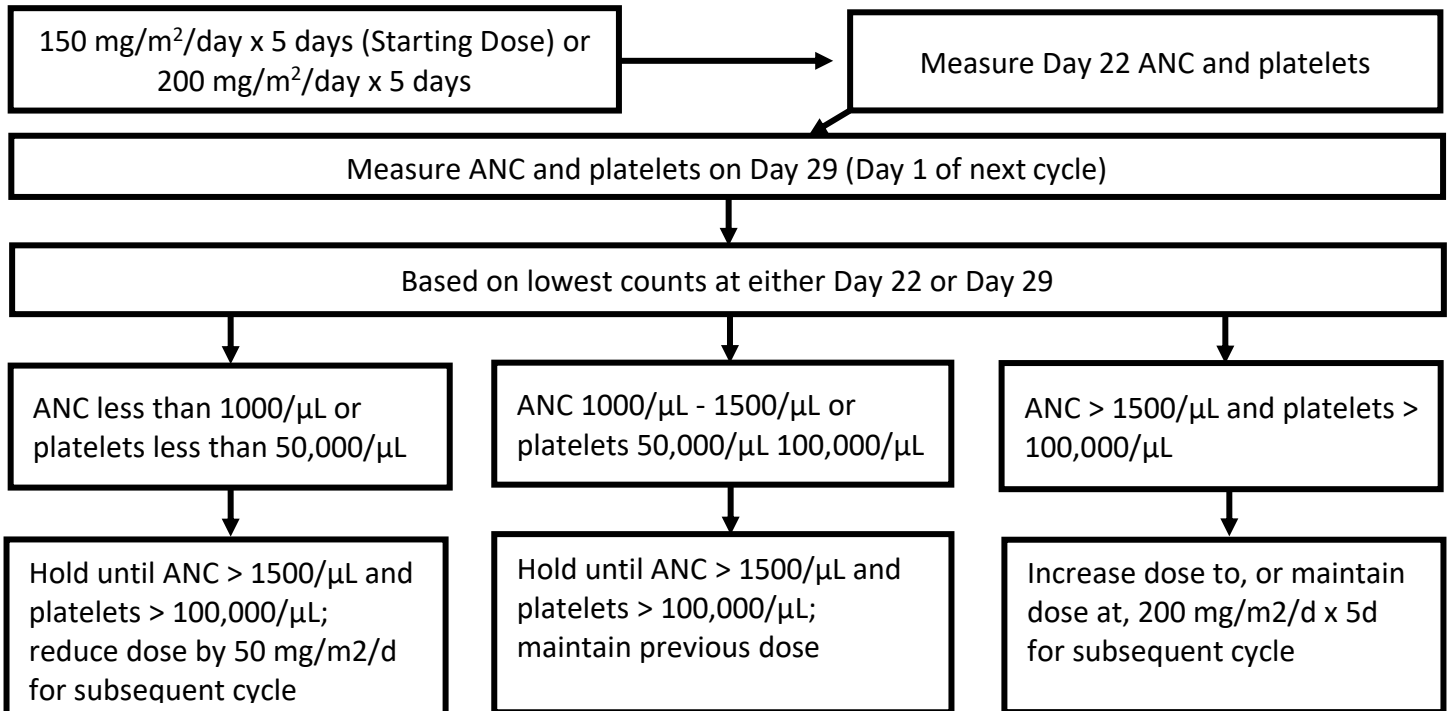 150 mg/m²/day x 5 days (Starting Dose) or
200 mg/m²/day x 5 days
Measure Day 22 ANC and platelets
Measure ANC and platelets on Day 29 (Day 1 of next cycle)
Based on lowest counts at either Day 22 or Day 29
ANC less than 1000/µL or
platelets less than 50,000/µL
ANC 1000/µL - 1500/µL or
platelets 50,000/µL 100,000/µL
ANC > 1500/µL and platelets >
100,000/µL
Hold until ANC > 1500/µL and
platelets > 100,000/µL;
reduce dose by 50 mg/m2/d
for subsequent cycle
Hold until ANC > 1500/µL and
platelets > 100,000/µL;
maintain previous dose
Increase dose to, or maintain
dose at, 200 mg/m2/d x 5d
for subsequent cycle